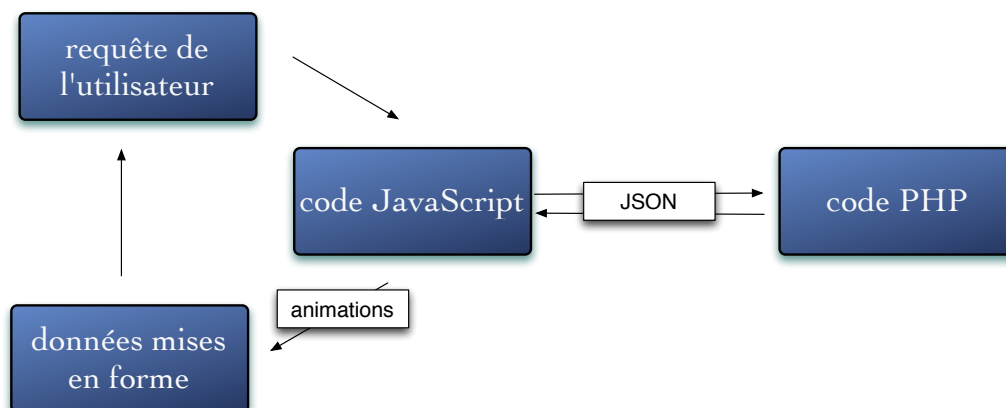 requête de
l'utilisateur
code JavaScript
JSON
code PHP
animations
données mises
en forme